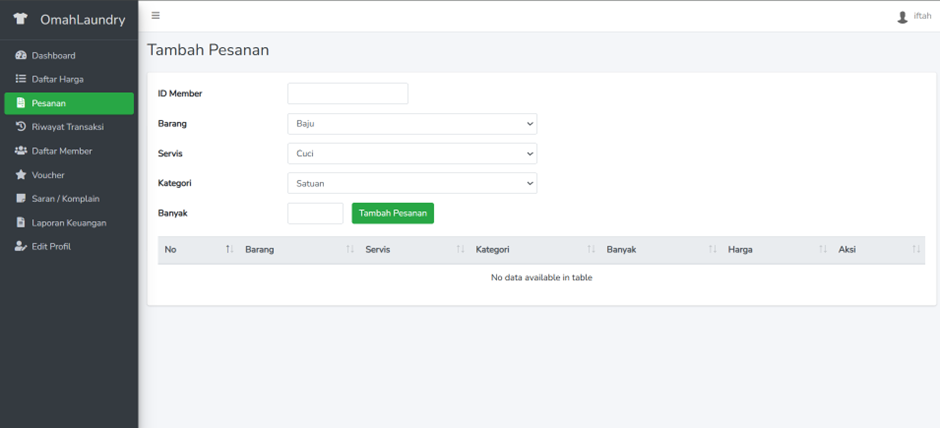 OmahLaundry
iftah
Dashboard
Daftar Harga
Pesanan
Riwayat Transaksi
Daftar Member
Voucher
Saran / Komplain
Laporan Keuangan
Edit Profil
Tambah Pesanan
ID Member
Barang Baju
Servis Cuci
Kategori Satuan
Banyak Tambah Pesanan
No Barang Servis Kategori Banyak Harga Aksi
No data available in table